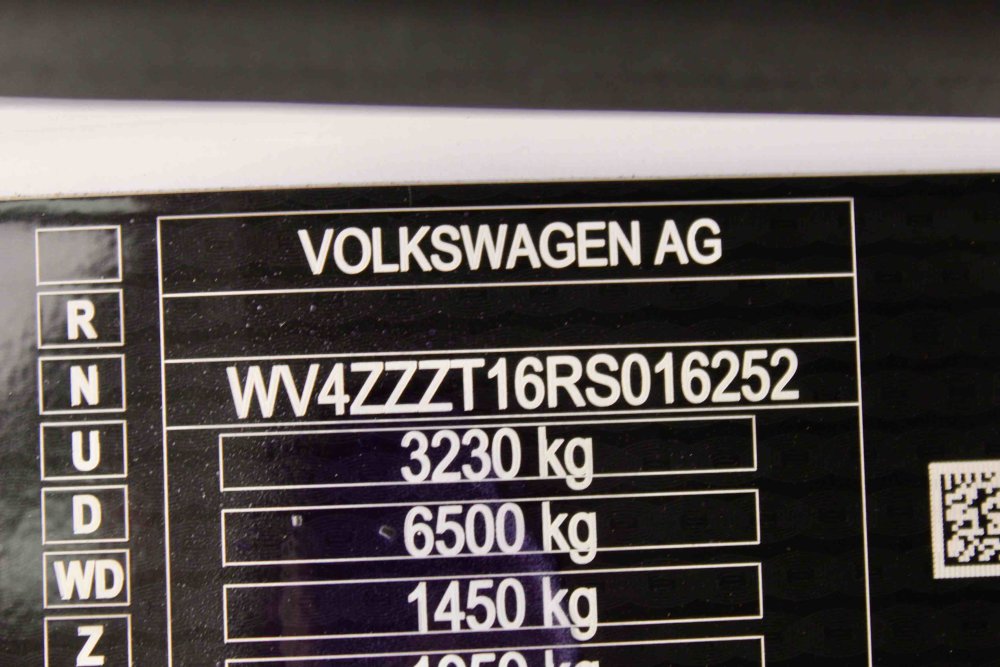 VOLKSWAGEN AG
R
N
WV4ZZZT16RS016252
U
3230 kg
D
6500 kg
WD
1450 kg
Z